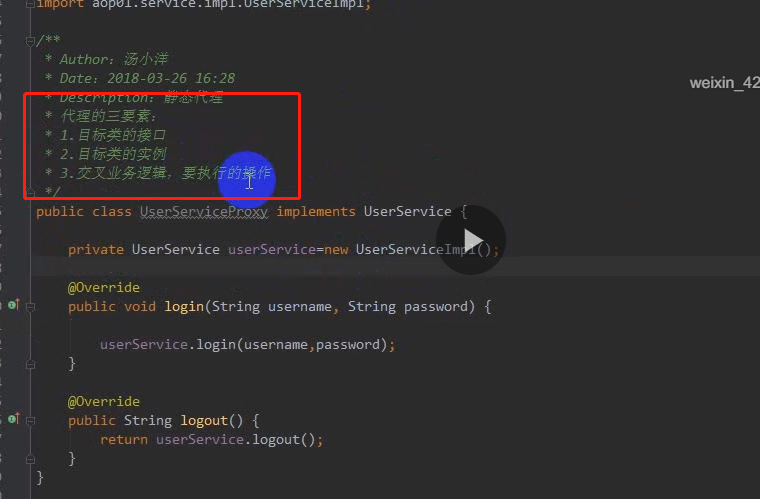 import aop01.service.impl.UserServiceImpl;
/**
* Author：汤小洋
* Date：2018-03-26 16:28
weixin_42
* Description：静态代理
* 代理的三要素：
* 1.目标类的接口
* 2.目标类的实例
* 3.交叉业务逻辑，要执行的操作
*/
public class UserServiceProxy implements UserService {
private UserService userService=new UserServiceImpl();
@Override
public void login(String username, String password) {
userService.login(username,password);
}
@Override
public String logout() {
return userService.logout();
}
}